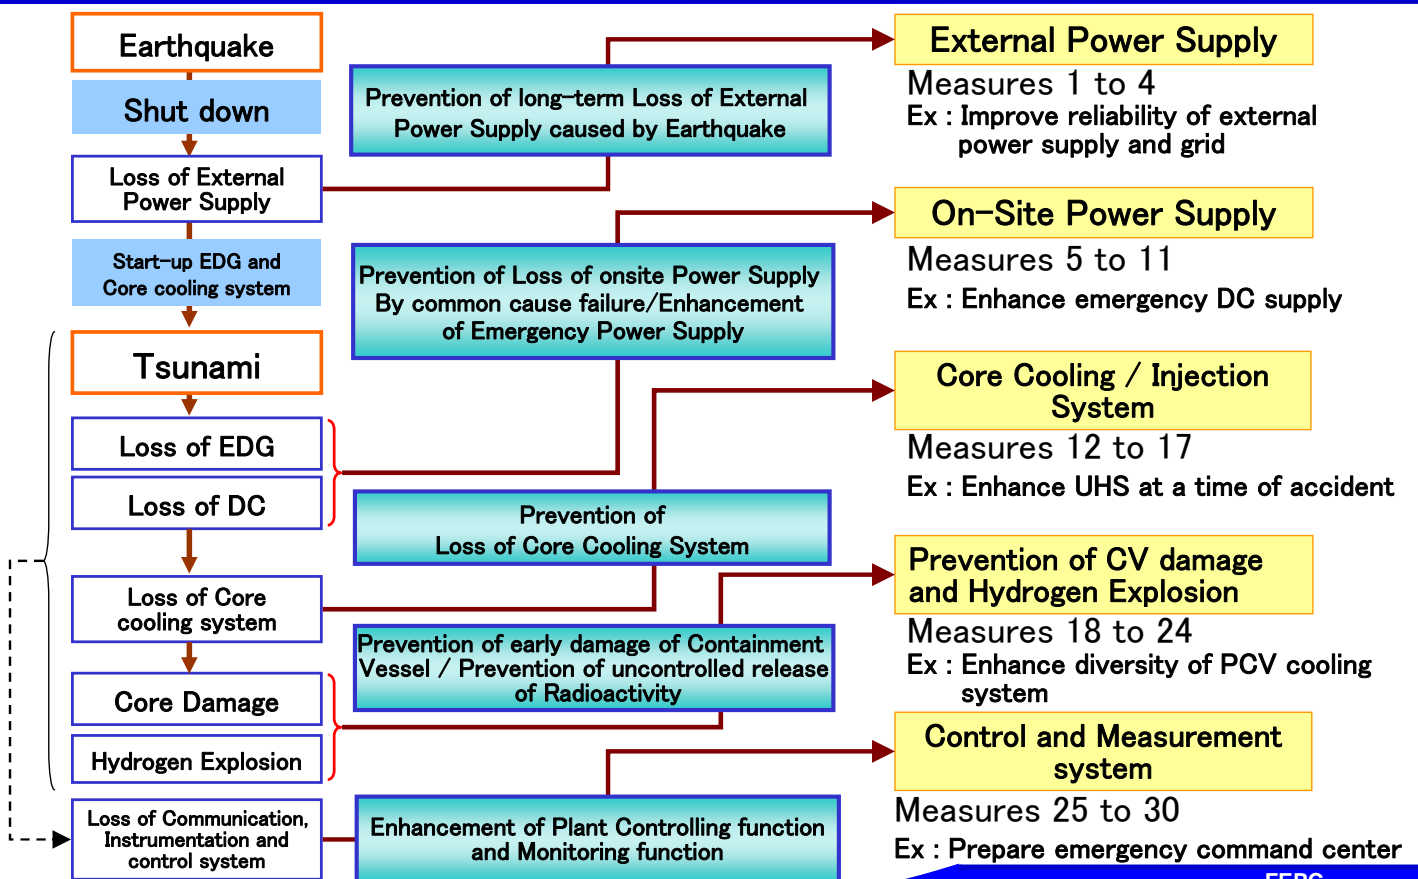 Earthquake
Shut down
Loss of External
Power Supply
Start-up EDG and
Core cooling system
Tsunami
Loss of EDG
Loss of DC
Loss of Core
cooling system
Core Damage
Hydrogen Explosion
Loss of Communication,
Instrumentation and
control system
Prevention of long-term Loss of External
Power Supply caused by Earthquake
Prevention of Loss of onsite Power Supply
By common cause failure/Enhancement
of Emergency Power Supply
Prevention of
Loss of Core Cooling System
Prevention of early damage of Containment
Vessel / Prevention of uncontrolled release
of Radioactivity
Enhancement of Plant Controlling function
and Monitoring function
External Power Supply
Measures 1 to 4
Ex : Improve reliability of external
power supply and grid
On-Site Power Supply
Measures 5 to 11
Ex : Enhance emergency DC supply
Core Cooling / Injection
System
Measures 12 to 17
Ex : Enhance UHS at a time of accident
Prevention of CV damage
and Hydrogen Explosion
Measures 18 to 24
Ex : Enhance diversity of PCV cooling
system
Control and Measurement
system
Measures 25 to 30
Ex : Prepare emergency command center